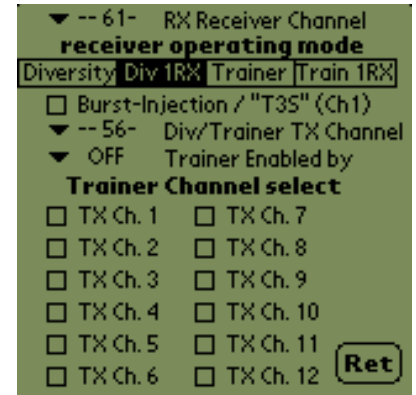 -- 61- RX Receiver Channel
receiver operating mode
Diversity Div 1RX Trainer Train 1RX
Burst-Injection / "T3S" (Ch1)
-- 56- Div/Trainer TX Channel
OFF Trainer Enabled by
Trainer Channel select
TX Ch. 1 TX Ch. 7
TX Ch. 2 TX Ch. 8
TX Ch. 3 TX Ch. 9
TX Ch. 4 TX Ch. 10
TX Ch. 5 TX Ch. 11
TX Ch. 6 TX Ch. 12
Ret